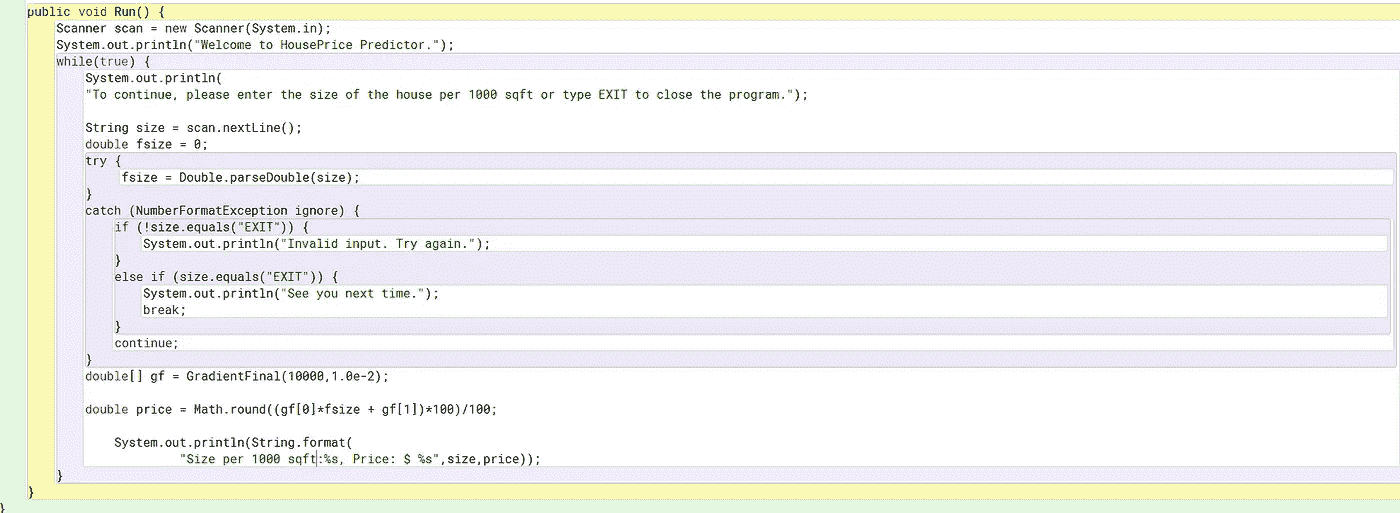 public void Run() {
Scanner scan = new Scanner(System.in);
System.out.println("Welcome to HousePrice Predictor.");
while(true) {
System.out.println(
"To continue, please enter the size of the house per 1000 sqft or type EXIT to close the program.");
String size = scan.nextLine();
double fsize = 0;
try {
fsize = Double.parseDouble(size);
}
catch (NumberFormatException ignore) {
if (!size.equals("EXIT")) {
System.out.println("Invalid input. Try again.");
}
else if (size.equals("EXIT")) {
System.out.println("See you next time.");
break;
}
continue;
}
double[] gf = GradientFinal(10000,1.0e-2);
double price = Math.round((gf[0]*fsize + gf[1])*100)/100;
System.out.println(String.format(
"Size per 1000 sqft:%s, Price: $ %s",size,price));
}
}
}